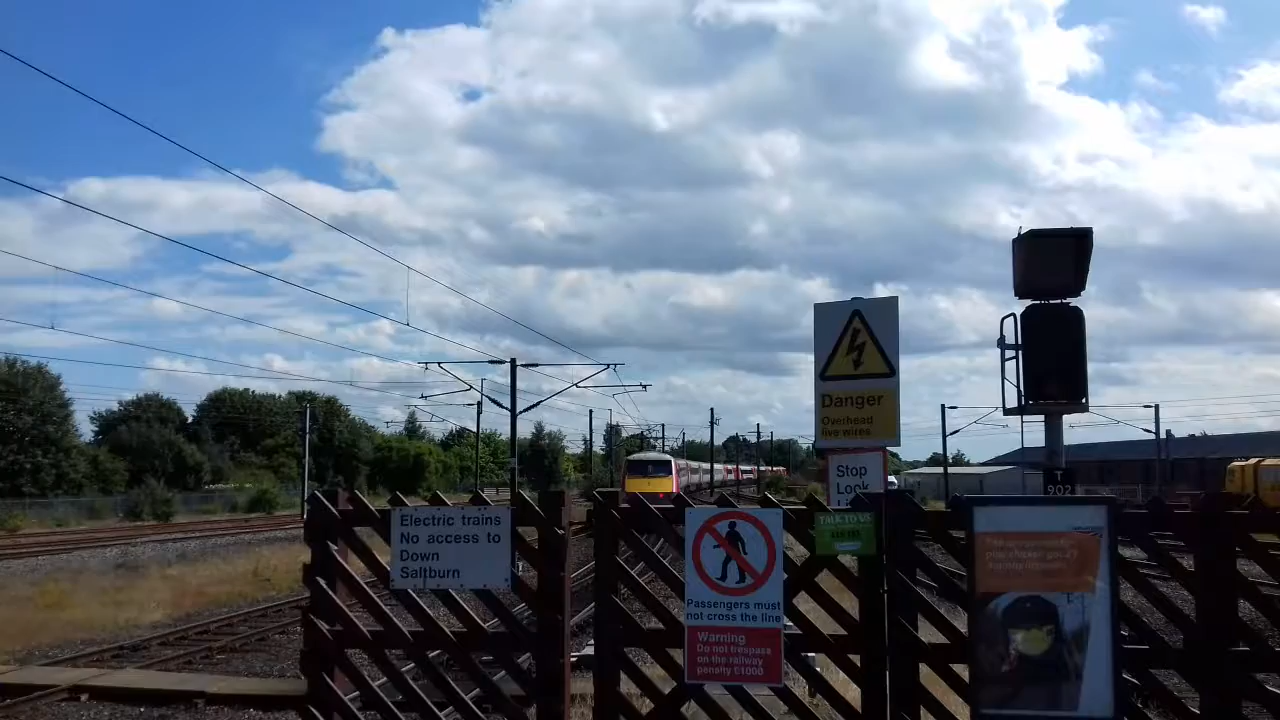 Danger
Overhead
live wires
Stop
Look
902
TALK TO US
Electric trains
No access to
Down
Saltburn
Passengers must
not cross the line
Warning
Do not trespass
on the railway
penalty £1000